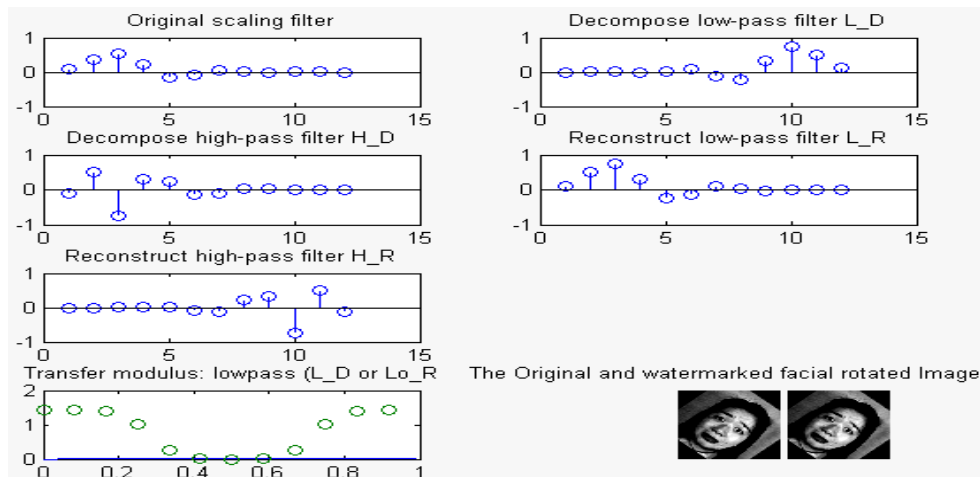 Original scaling filter
1
0
-1
0 5 10 15
Decompose low-pass filter L_D
1
0
-1
0 5 10 15
Decompose high-pass filter H_D
1
0
-1
0 5 10 15
Reconstruct low-pass filter L_R
1
0
-1
0 5 10 15
Reconstruct high-pass filter H_R
1
0
-1
0 5 10 15
Transfer modulus: lowpass (L_D or Lo_R
2
1
0
0 0.2 0.4 0.6 0.8 1
The Original and watermarked facial rotated Image